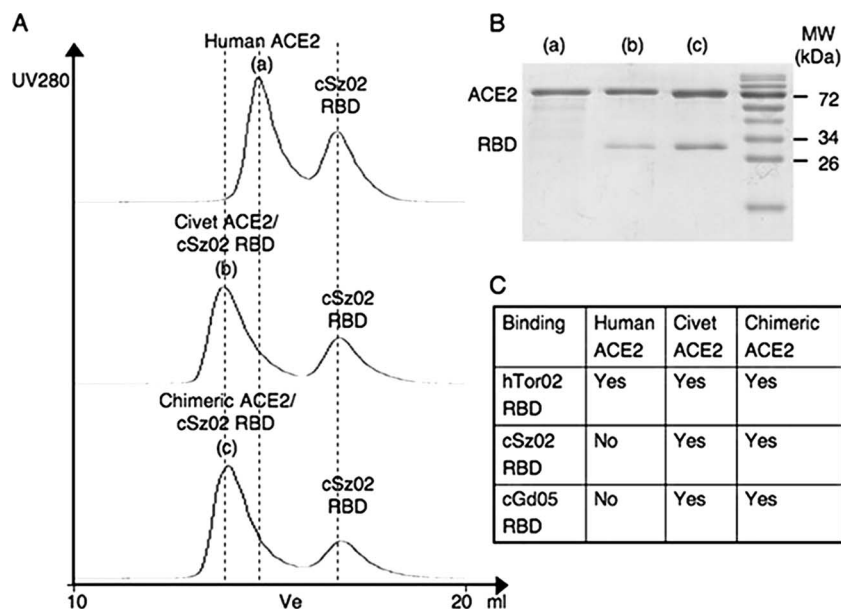 A
UV280
Human ACE2
(a)
cSz02
RBD
Civet ACE2/
cSz02 RBD
(b)
cSz02
RBD
Chimeric ACE2/
cSz02 RBD
(c)
cSz02
RBD
10 Ve 20 ml
B
(a) (b) (c) MW
(kDa)
ACE2
72
RBD
34
26
C
Binding Human ACE2 Civet ACE2 Chimeric ACE2
hTor02 RBD Yes Yes Yes
cSz02 RBD No Yes Yes
cGd05 RBD No Yes Yes